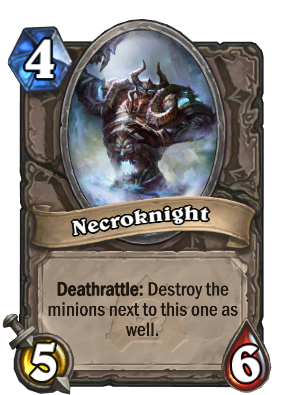 4
Necroknight
Deathrattle: Destroy the
minions next to this one as
well.
5
6